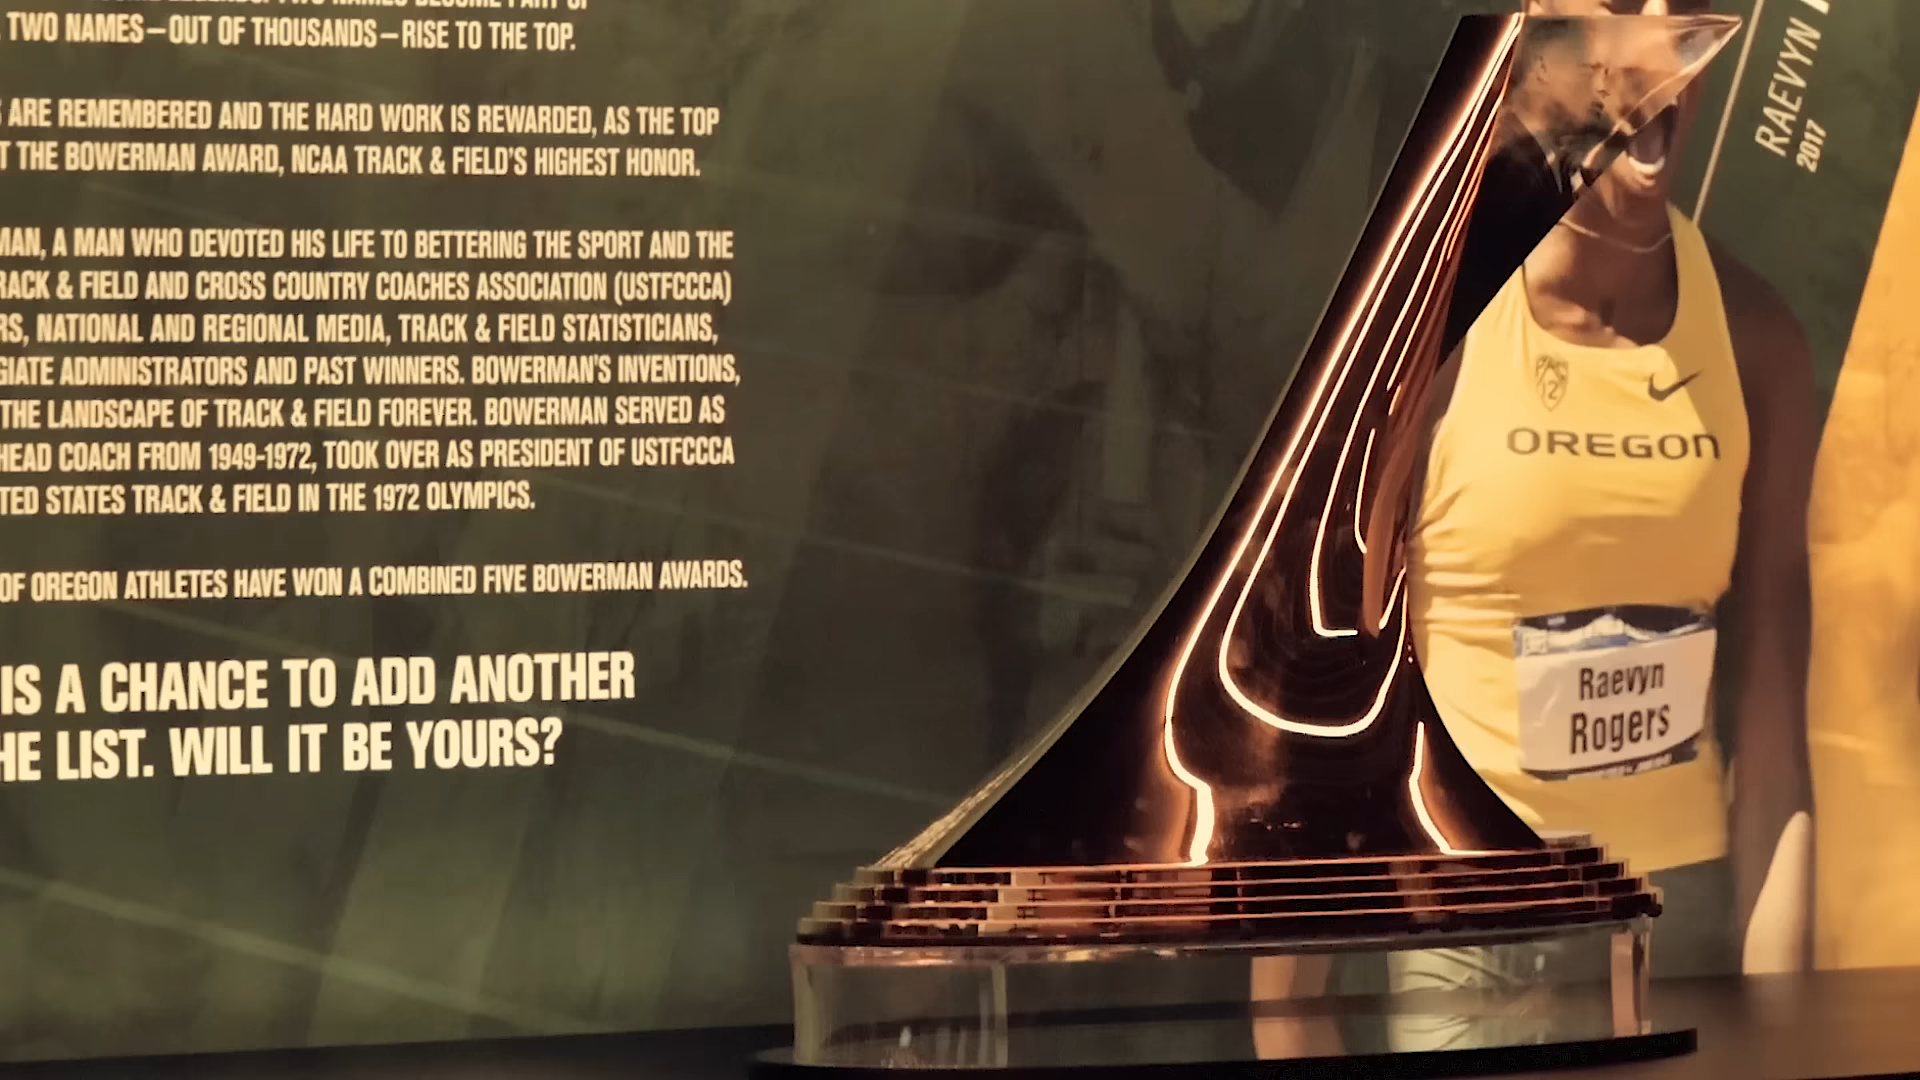 TWO NAMES—OUT OF THOUSANDS—RISE TO THE TOP.
ARE REMEMBERED AND THE HARD WORK IS REWARDED, AS THE TOP
THE BOWERMAN AWARD, NCAA TRACK & FIELD'S HIGHEST HONOR.
MAN, A MAN WHO DEVOTED HIS LIFE TO BETTERING THE SPORT AND THE
RACK & FIELD AND CROSS COUNTRY COACHES ASSOCIATION (USTFCCCA)
RS, NATIONAL AND REGIONAL MEDIA, TRACK & FIELD STATISTICIANS,
GIATE ADMINISTRATORS AND PAST WINNERS. BOWERMAN'S INVENTIONS,
THE LANDSCAPE OF TRACK & FIELD FOREVER. BOWERMAN SERVED AS
HEAD COACH FROM 1949-1972, TOOK OVER AS PRESIDENT OF USTFCCCA
TED STATES TRACK & FIELD IN THE 1972 OLYMPICS.
OF OREGON ATHLETES HAVE WON A COMBINED FIVE BOWERMAN AWARDS.
IS A CHANCE TO ADD ANOTHER
HE LIST. WILL IT BE YOURS?
RAEVYN
2017
PAC
12
OREGON
Raevyn
Rogers